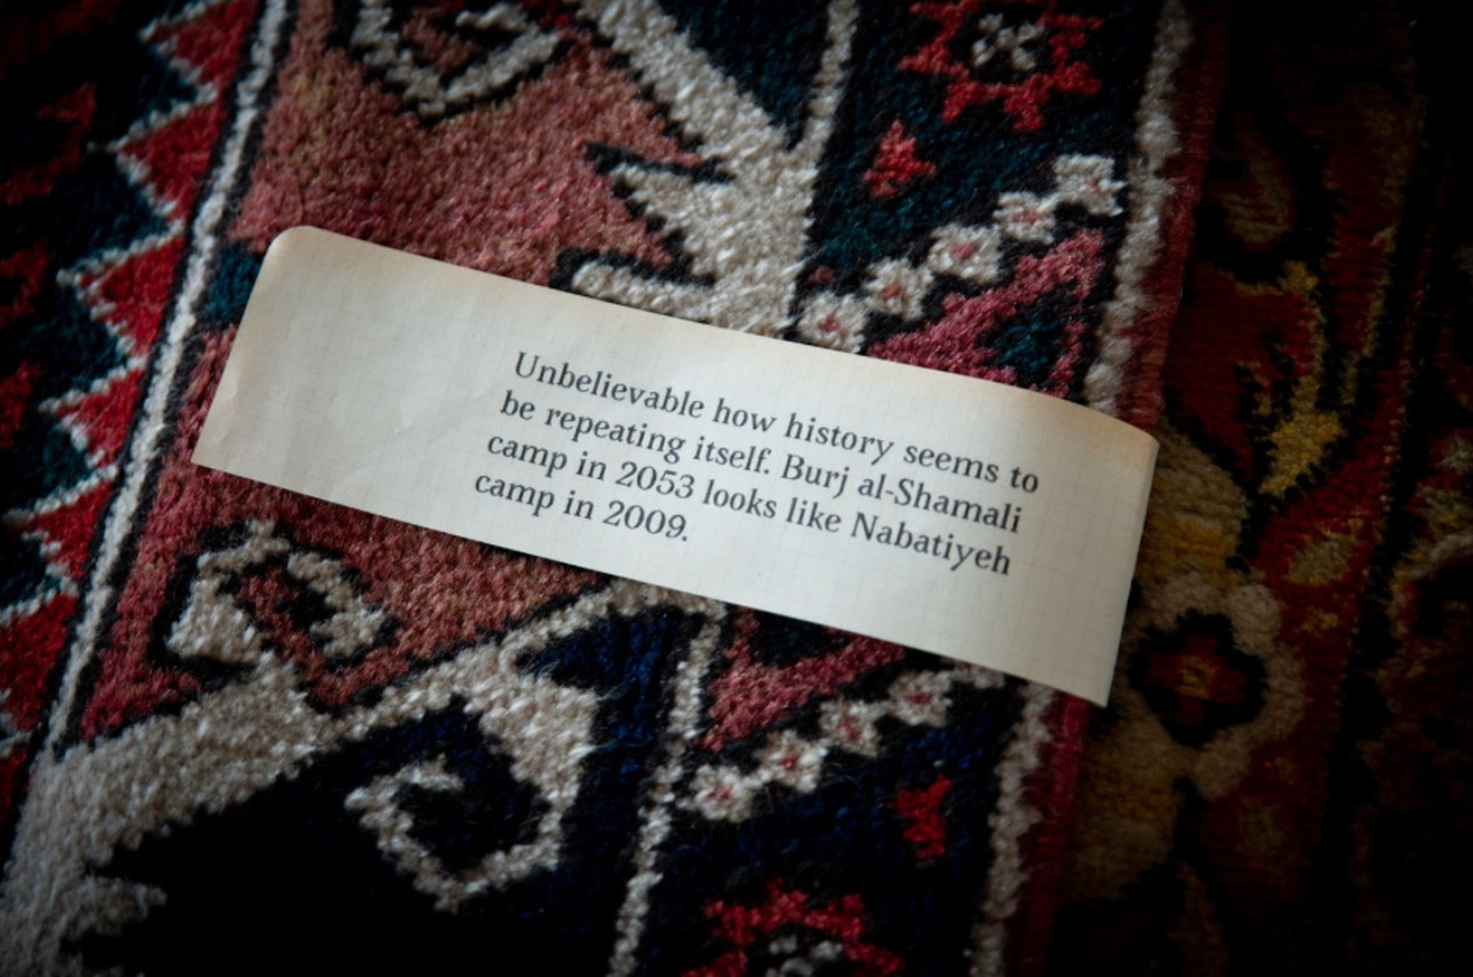 Unbelievable how history seems to
be repeating itself. Burj al-Shamali
camp in 2053 looks like Nabatiyeh
camp in 2009.